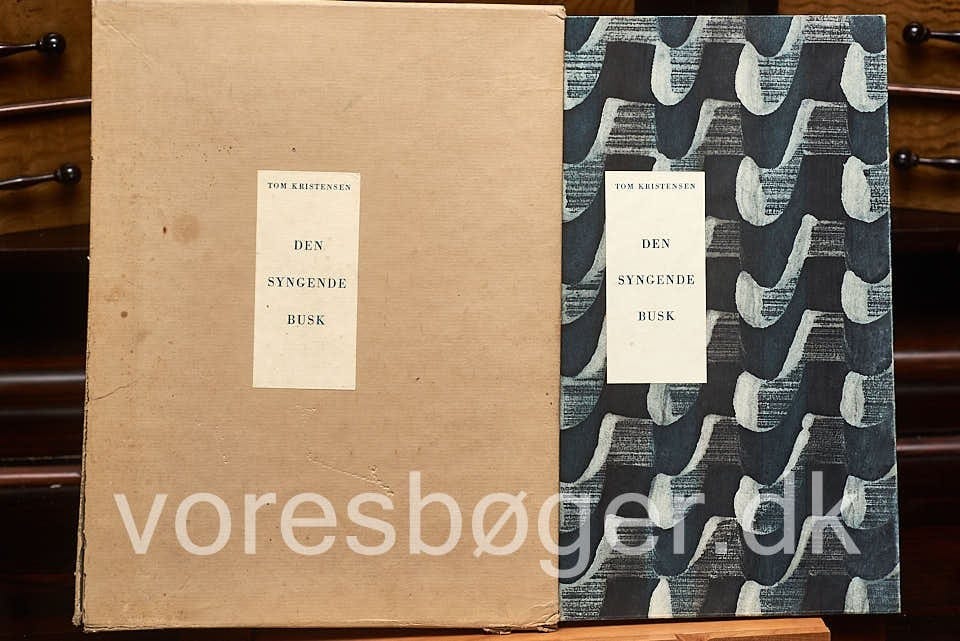 TOM KRISTENSEN
DEN
SYNGENDE
BUSK
TOM KRISTENSEN
DEN
SYNGENDE
BUSK
voresbøger.dk